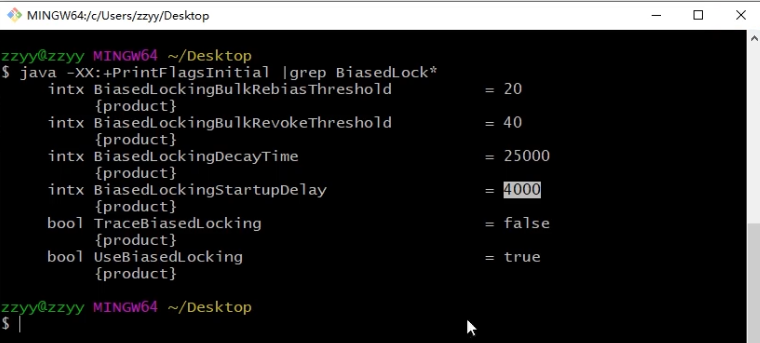 MINGW64:/c/Users/zzyy/Desktop
zzyy@zzyy MINGW64 ~/Desktop
$ java -XX:+PrintFlagsInitial |grep BiasedLock*
intx BiasedLockingBulkRebiasThreshold = 20
{product}
intx BiasedLockingBulkRevokeThreshold = 40
{product}
intx BiasedLockingDecayTime = 25000
{product}
intx BiasedLockingStartupDelay = 4000
{product}
bool TraceBiasedLocking = false
{product}
bool UseBiasedLocking = true
{product}
zzyy@zzyy MINGW64 ~/Desktop
$